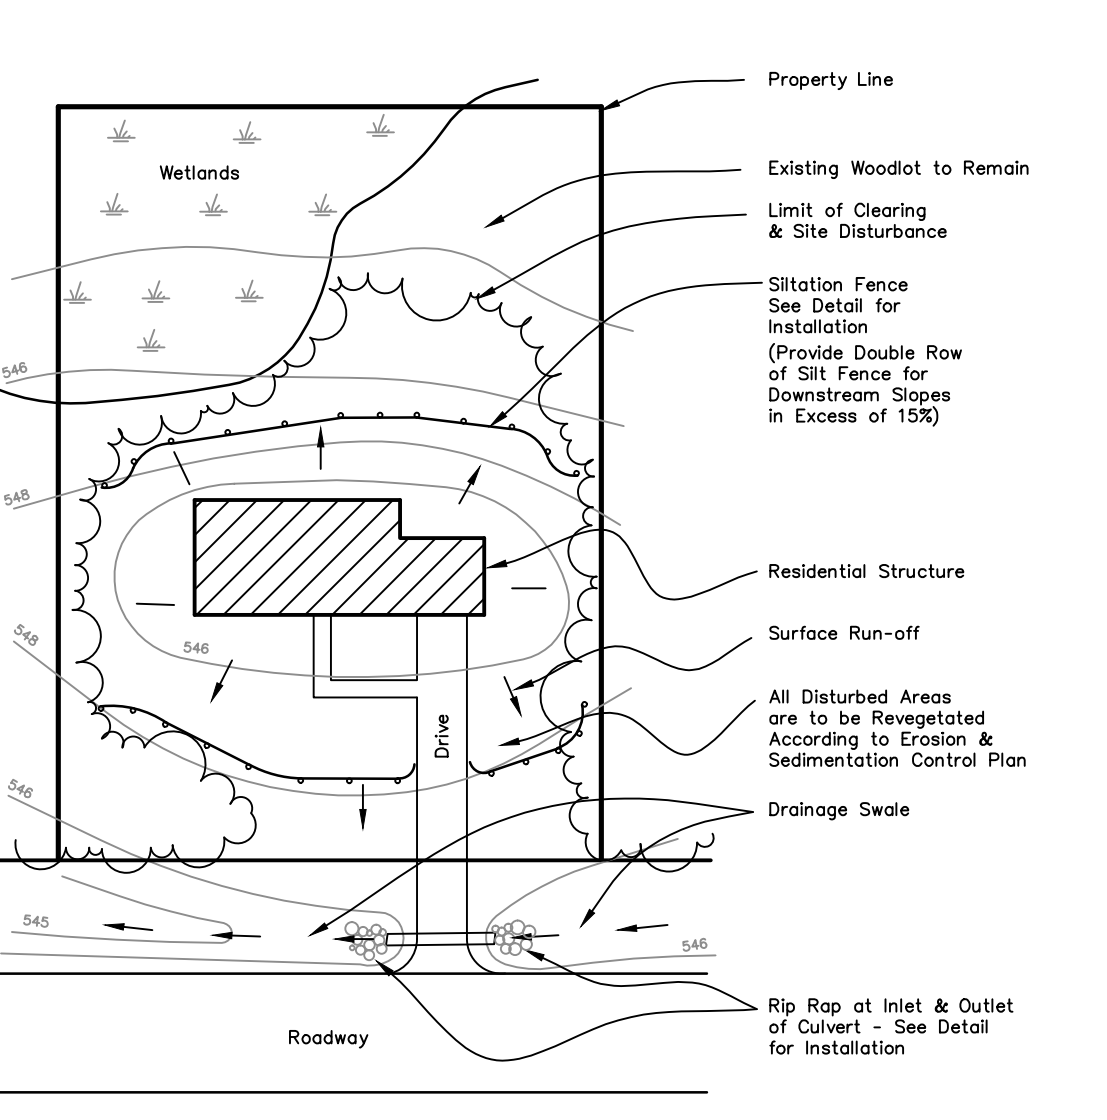 Property Line
Wetlands
Existing Woodlot to Remain
Limit of Clearing
& Site Disturbance
Siltation Fence
See Detail for
Installation
(Provide Double Row
of Silt Fence for
Downstream Slopes
in Excess of 15%)
546
548
Residential Structure
548
546
Surface Run-off
Drive
All Disturbed Areas
are to be Revegetated
According to Erosion &
Sedimentation Control Plan
546
Drainage Swale
545
546
Rip Rap at Inlet & Outlet
of Culvert - See Detail
for Installation
Roadway